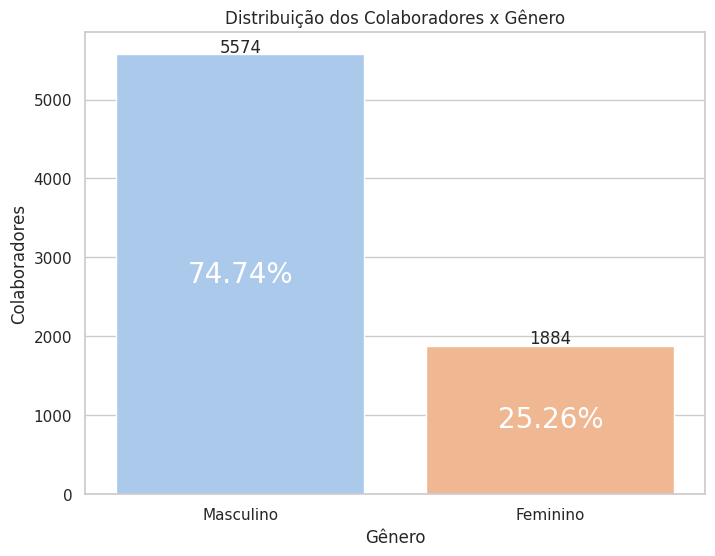 Distribuição dos Colaboradores x Gênero
5574
5000
4000
3000
2000
1000
0
Colaboradores
74.74%
1884
25.26%
Masculino
Feminino
Gênero